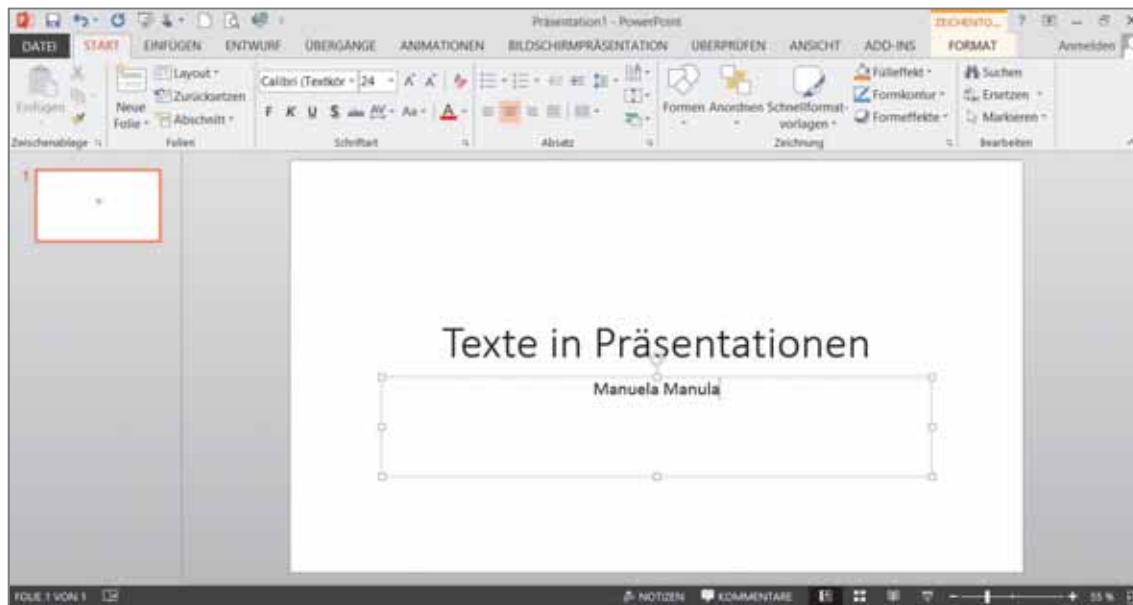 Präsentation1 - PowerPoint
ZEICHENTO... ?
DATEI START EINFÜGEN ENTWURF ÜBERGÄNGE ANIMATIONEN BILDSCHIRMPRÄSENTATION ÜBERPRÜFEN ANSICHT ADD-INS FORMAT Anmelden
Einfügen
Neue Folie
Layout
Zurücksetzen
Abschnitt
Calibri (Textkör 24
F K U S abc AV Aa A
Formen Anordnen Schnellformat-
vorlagen
Fülleffekt
Formkontur
Formeffekte
Suchen
Ersetzen
Markieren
Zwischenablage Folien Schriftart Absatz Zeichnung Bearbeiten
1
Texte in Präsentationen
Manuela Manula
FOLIE 1 VON 1 NOTIZEN KOMMENTARE 55 %